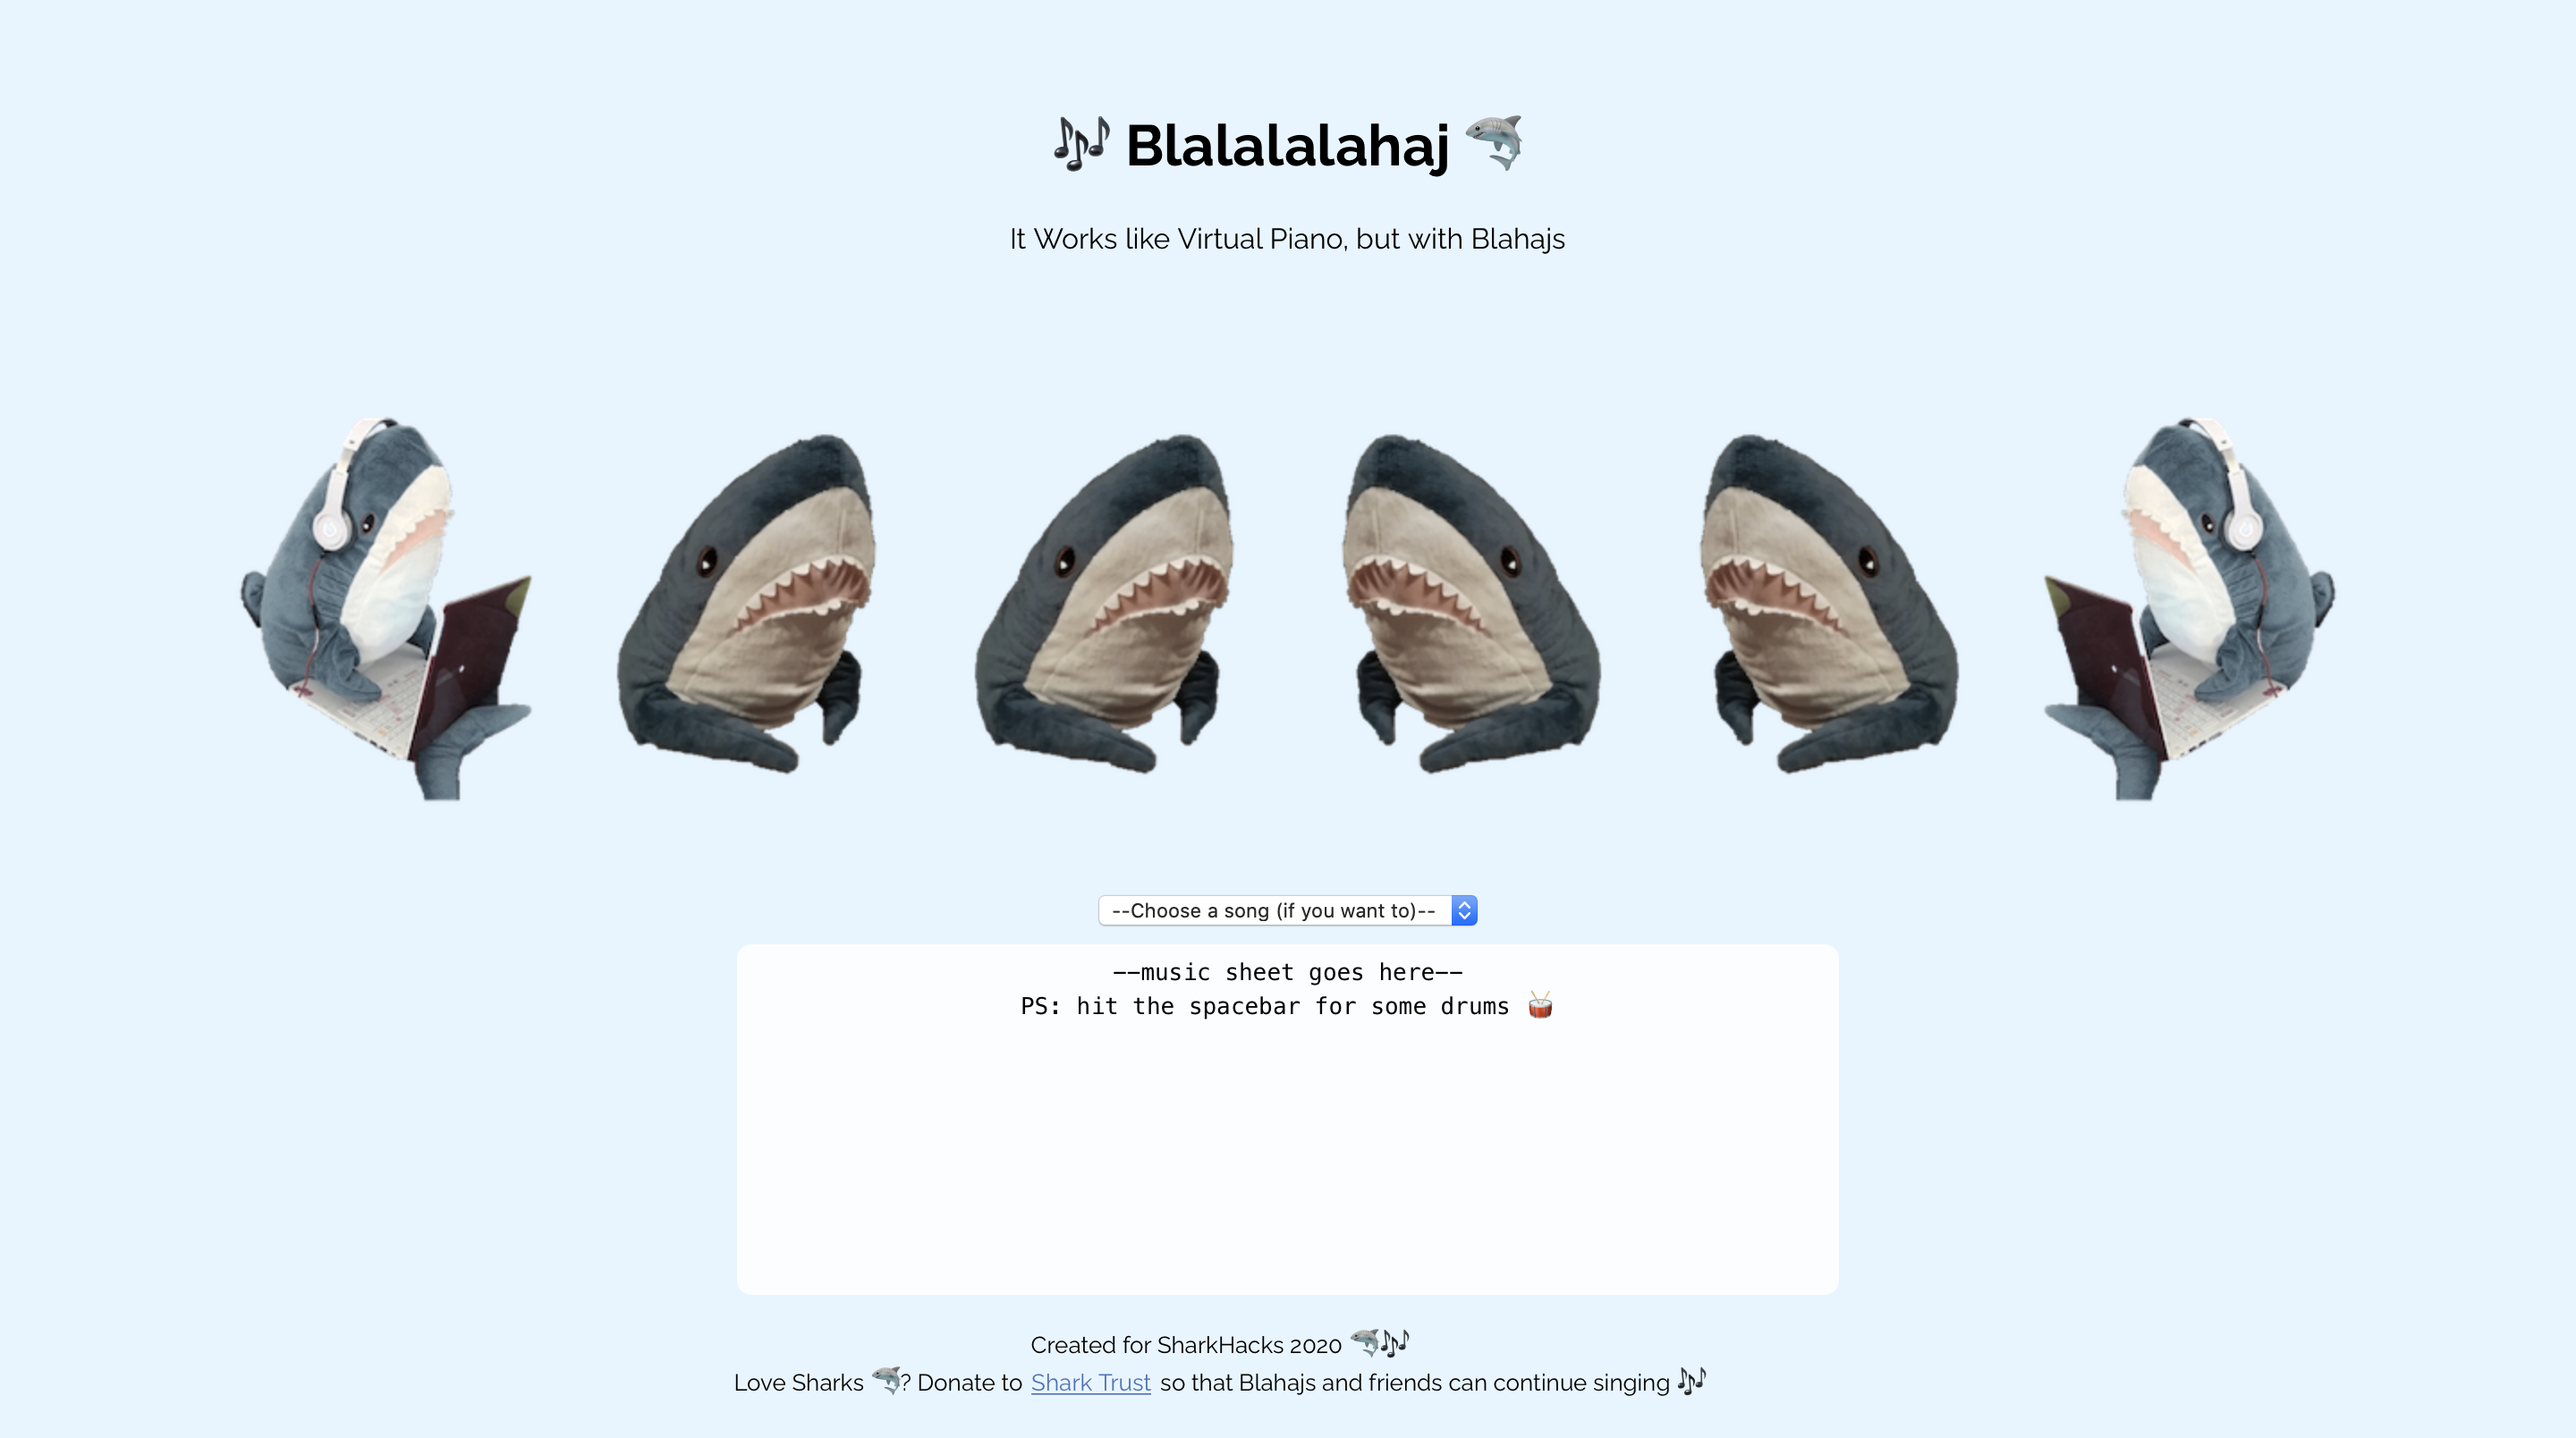 🎶 Blalalalahaj 🦈
It Works like Virtual Piano, but with Blahajs
--Choose a song (if you want to)--
--music sheet goes here--
PS: hit the spacebar for some drums 🥁
Created for SharkHacks 2020 🦈🎶
Love Sharks 🦈? Donate to Shark Trust so that Blahajs and friends can continue singing 🎶